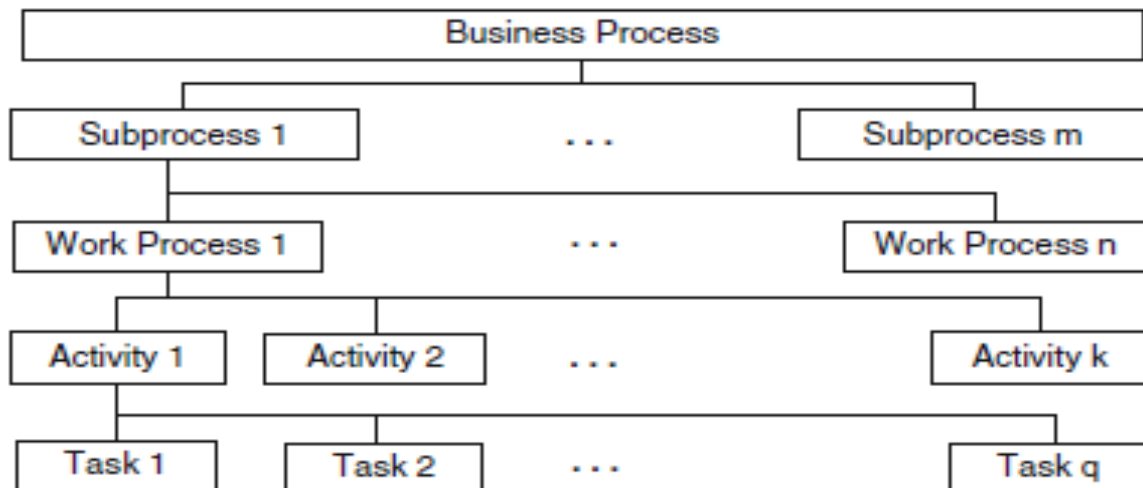 Business Process
Subprocess 1 ... Subprocess m
Work Process 1 ... Work Process n
Activity 1 Activity 2 ... Activity k
Task 1 Task 2 ... Task q